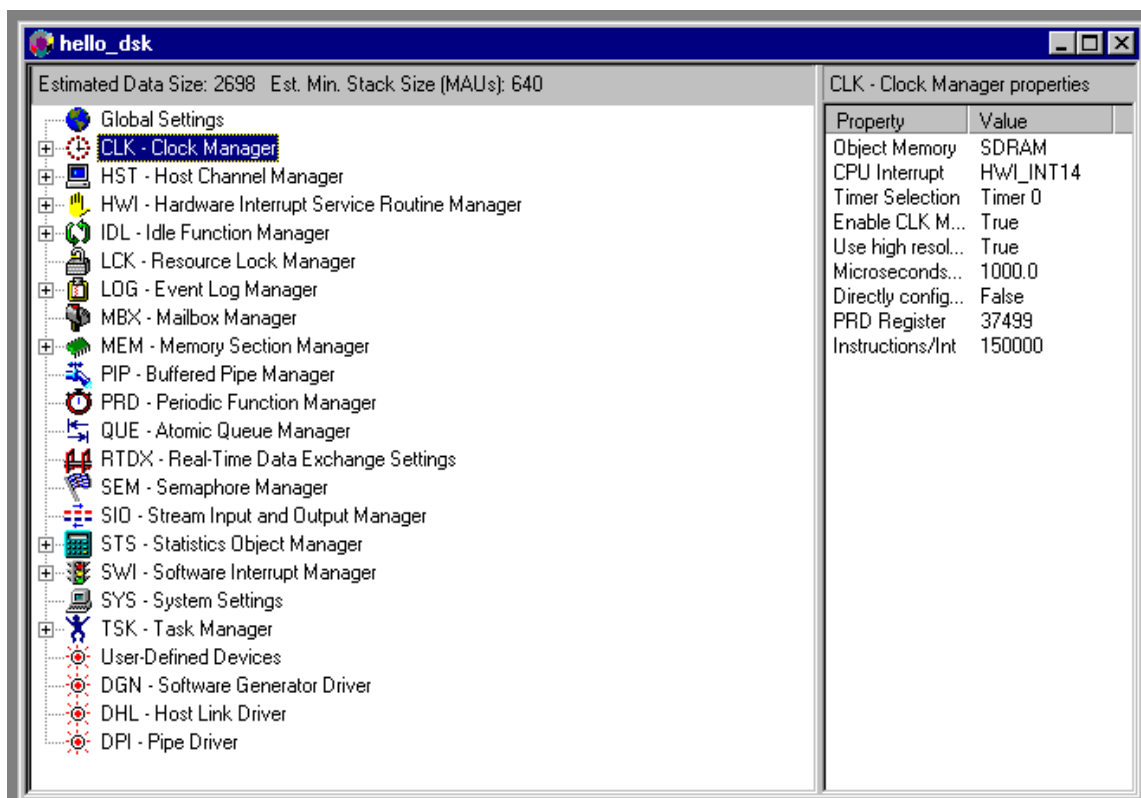 hello_dsk
Estimated Data Size: 2698 Est. Min. Stack Size (MAUs): 640
Global Settings
CLK - Clock Manager
HST - Host Channel Manager
HWI - Hardware Interrupt Service Routine Manager
IDL - Idle Function Manager
LCK - Resource Lock Manager
LOG - Event Log Manager
MBX - Mailbox Manager
MEM - Memory Section Manager
PIP - Buffered Pipe Manager
PRD - Periodic Function Manager
QUE - Atomic Queue Manager
RTDX - Real-Time Data Exchange Settings
SEM - Semaphore Manager
SIO - Stream Input and Output Manager
STS - Statistics Object Manager
SWI - Software Interrupt Manager
SYS - System Settings
TSK - Task Manager
User-Defined Devices
DGN - Software Generator Driver
DHL - Host Link Driver
DPI - Pipe Driver
CLK - Clock Manager properties
Property Value
Object Memory SDRAM
CPU Interrupt HWI_INT14
Timer Selection Timer 0
Enable CLK M... True
Use high resol... True
Microseconds... 1000.0
Directly config... False
PRD Register 37499
Instructions/Int 150000